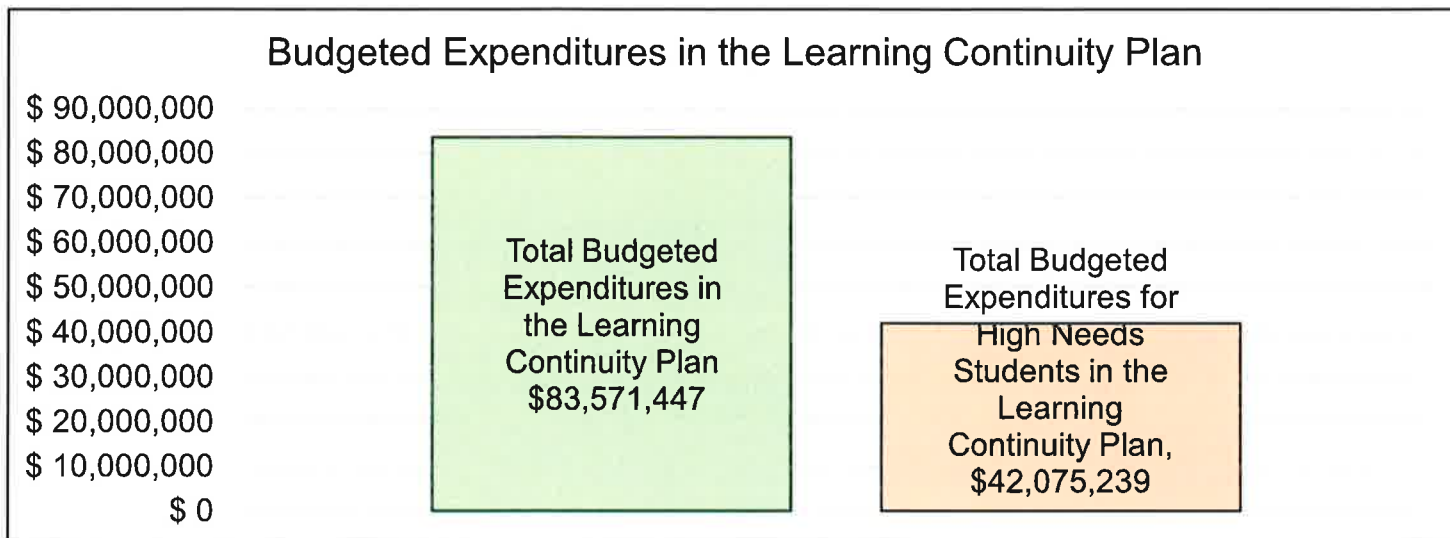 Budgeted Expenditures in the Learning Continuity Plan
$ 90,000,000
$ 80,000,000
$ 70,000,000
$ 60,000,000
$ 50,000,000
$ 40,000,000
$ 30,000,000
$ 20,000,000
$ 10,000,000
$ 0
Total Budgeted
Expenditures in
the Learning
Continuity Plan
$83,571,447
Total Budgeted
Expenditures for
High Needs
Students in the
Learning
Continuity Plan,
$42,075,239